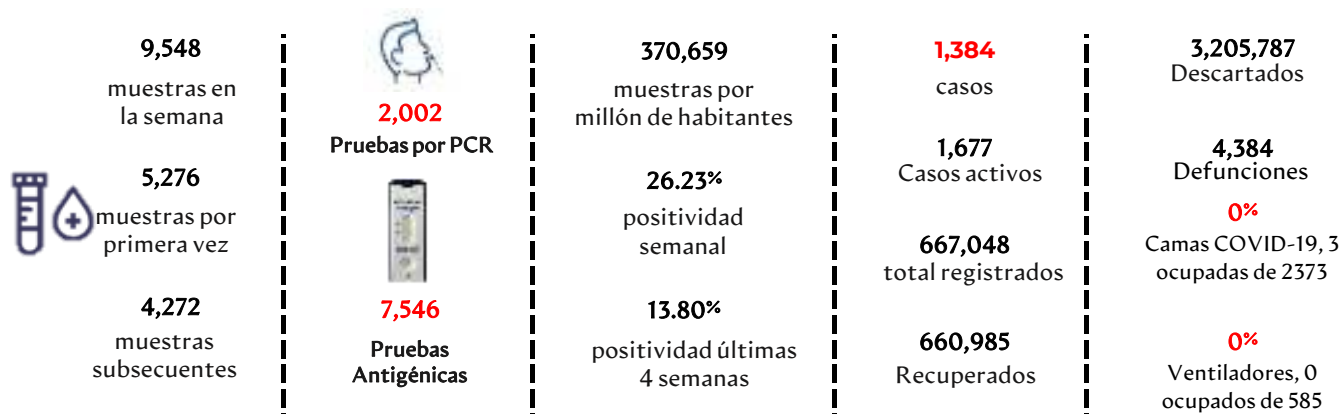 9,548
muestras en
la semana
5,276
muestras por
primera vez
4,272
muestras
subsecuentes
2,002
Pruebas por PCR
7,546
Pruebas
Antigénicas
370,659
muestras por
millón de habitantes
26.23%
positividad
semanal
13.80%
positividad últimas
4 semanas
1,384
casos
1,677
Casos activos
667,048
total registrados
660,985
Recuperados
3,205,787
Descartados
4,384
Defunciones
0%
Camas COVID-19, 3
ocupadas de 2373
0%
Ventiladores, 0
ocupados de 585